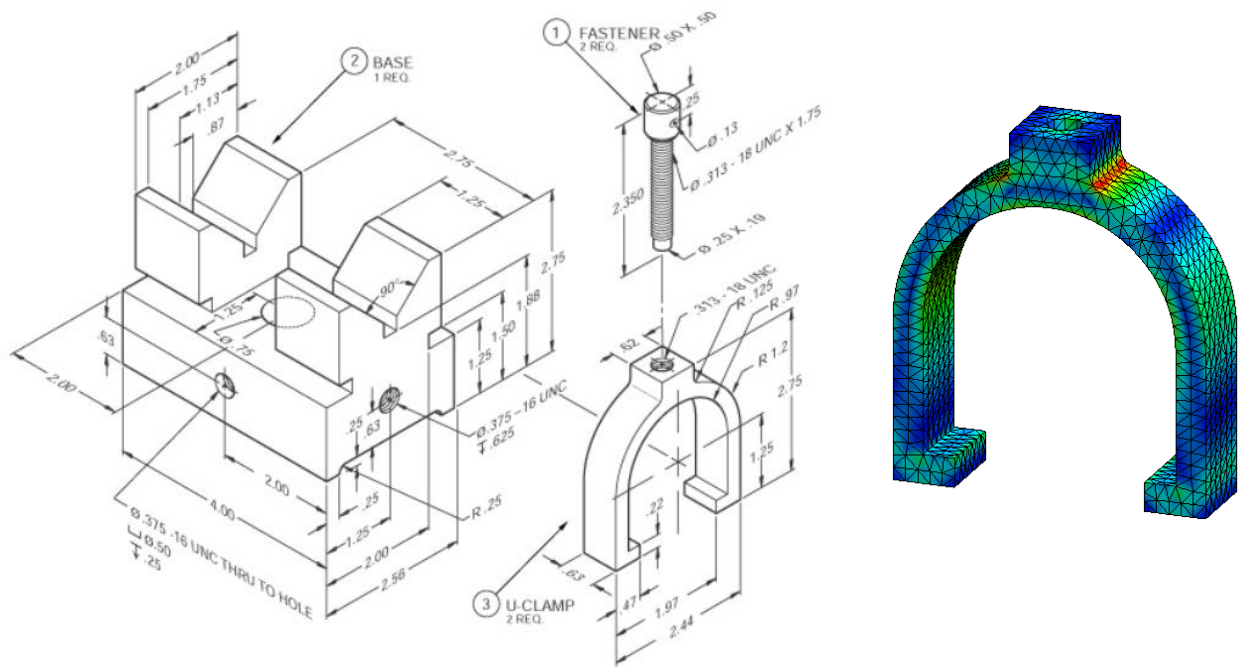 2.00
1.75
1.13
.87
2 BASE
1 REQ.
2.75
1.25
2.75
1.88
1.50
1.25
90°
1.25
Ø.75
.63
2.00
.25
.63
Ø.375-16 UNC
↧ .625
2.00
4.00
.25
R .25
1.25
2.00
2.56
Ø.375 -16 UNC THRU TO HOLE
⌴ Ø.50
↧ .25
1 FASTENER
2 REQ.
Ø .50 X .50
.25
Ø .13
Ø .313 - 18 UNC X 1.75
2.350
Ø .25 X .19
.313 - 18 UNC
R .125
R .97
.62
R 1.2
2.75
1.25
.22
.63
.47
1.97
2.44
3 U-CLAMP
2 REQ.